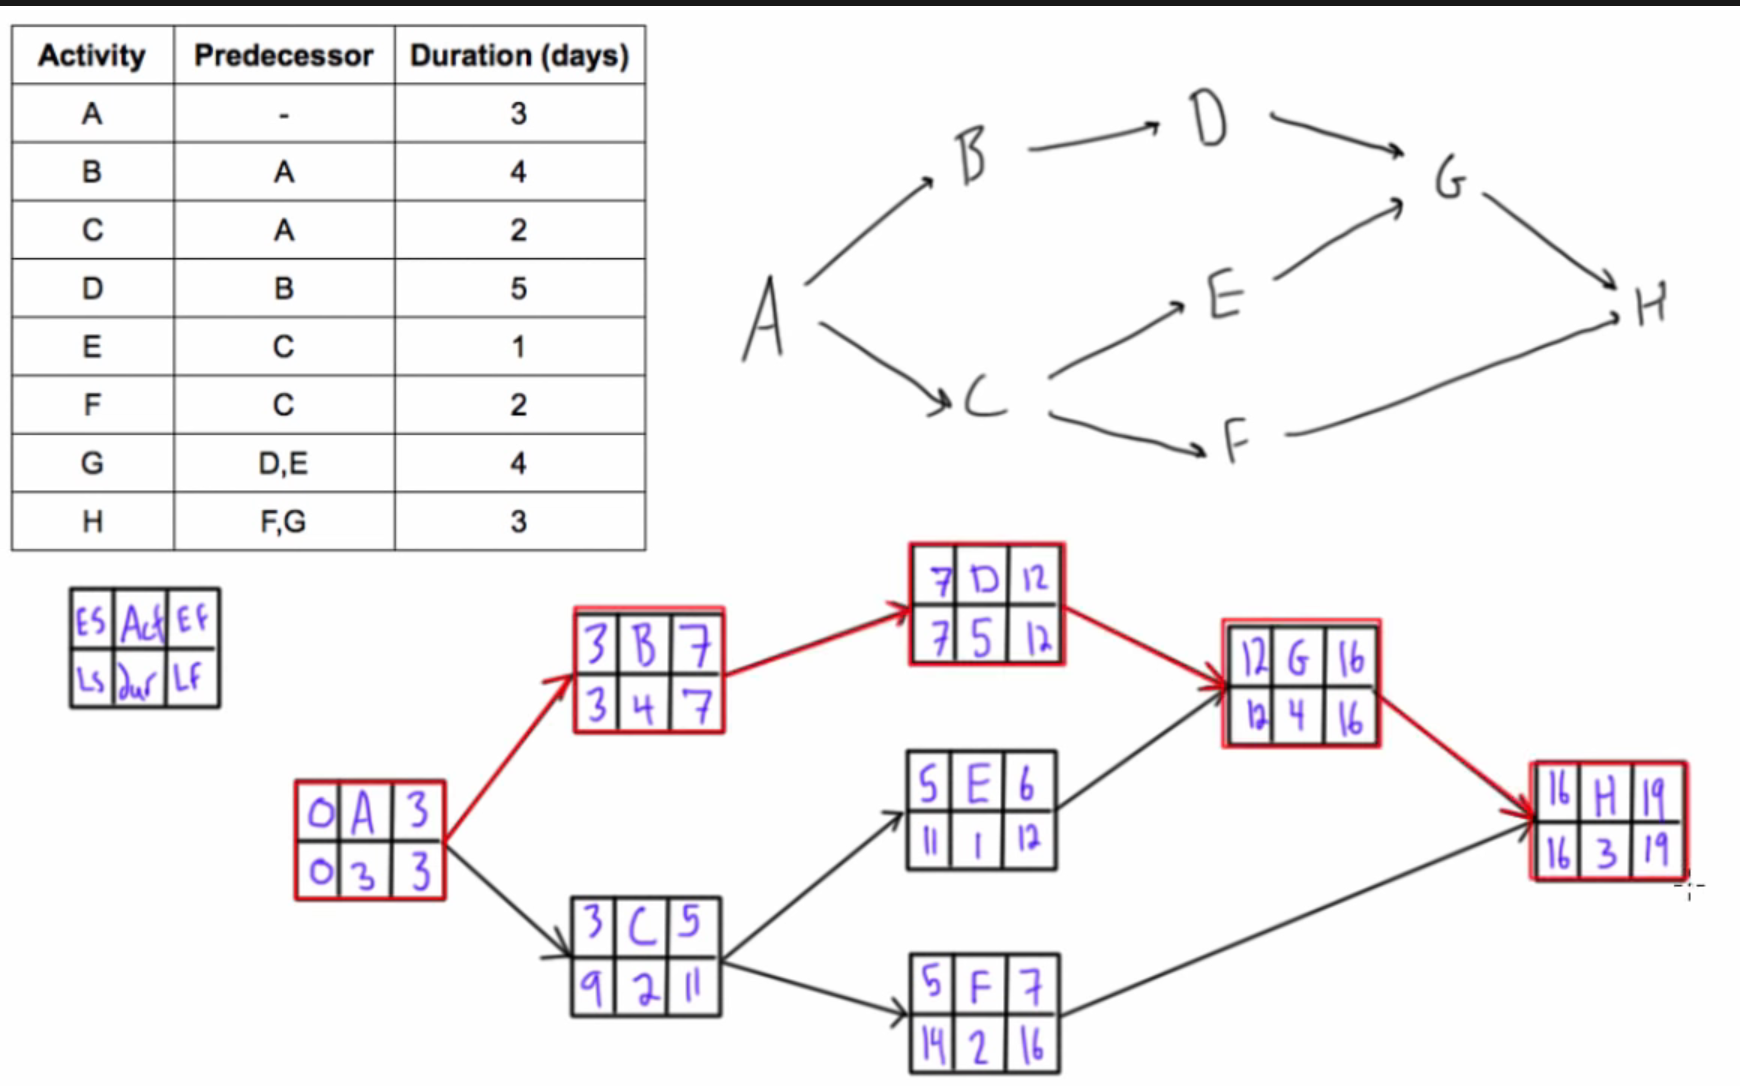 Activity Predecessor Duration (days)
A - 3
B A 4
C A 2
D B 5
E C 1
F C 2
G D,E 4
H F,G 3
D
B
G
E
H
A
C
F
ES Act EF
LS dur LF
0 A 3
0 3 3
3 B 7
3 4 7
3 C 5
9 2 11
7 D 12
7 5 12
5 E 6
11 1 12
5 F 7
14 2 16
12 G 16
12 4 16
16 H 19
16 3 19